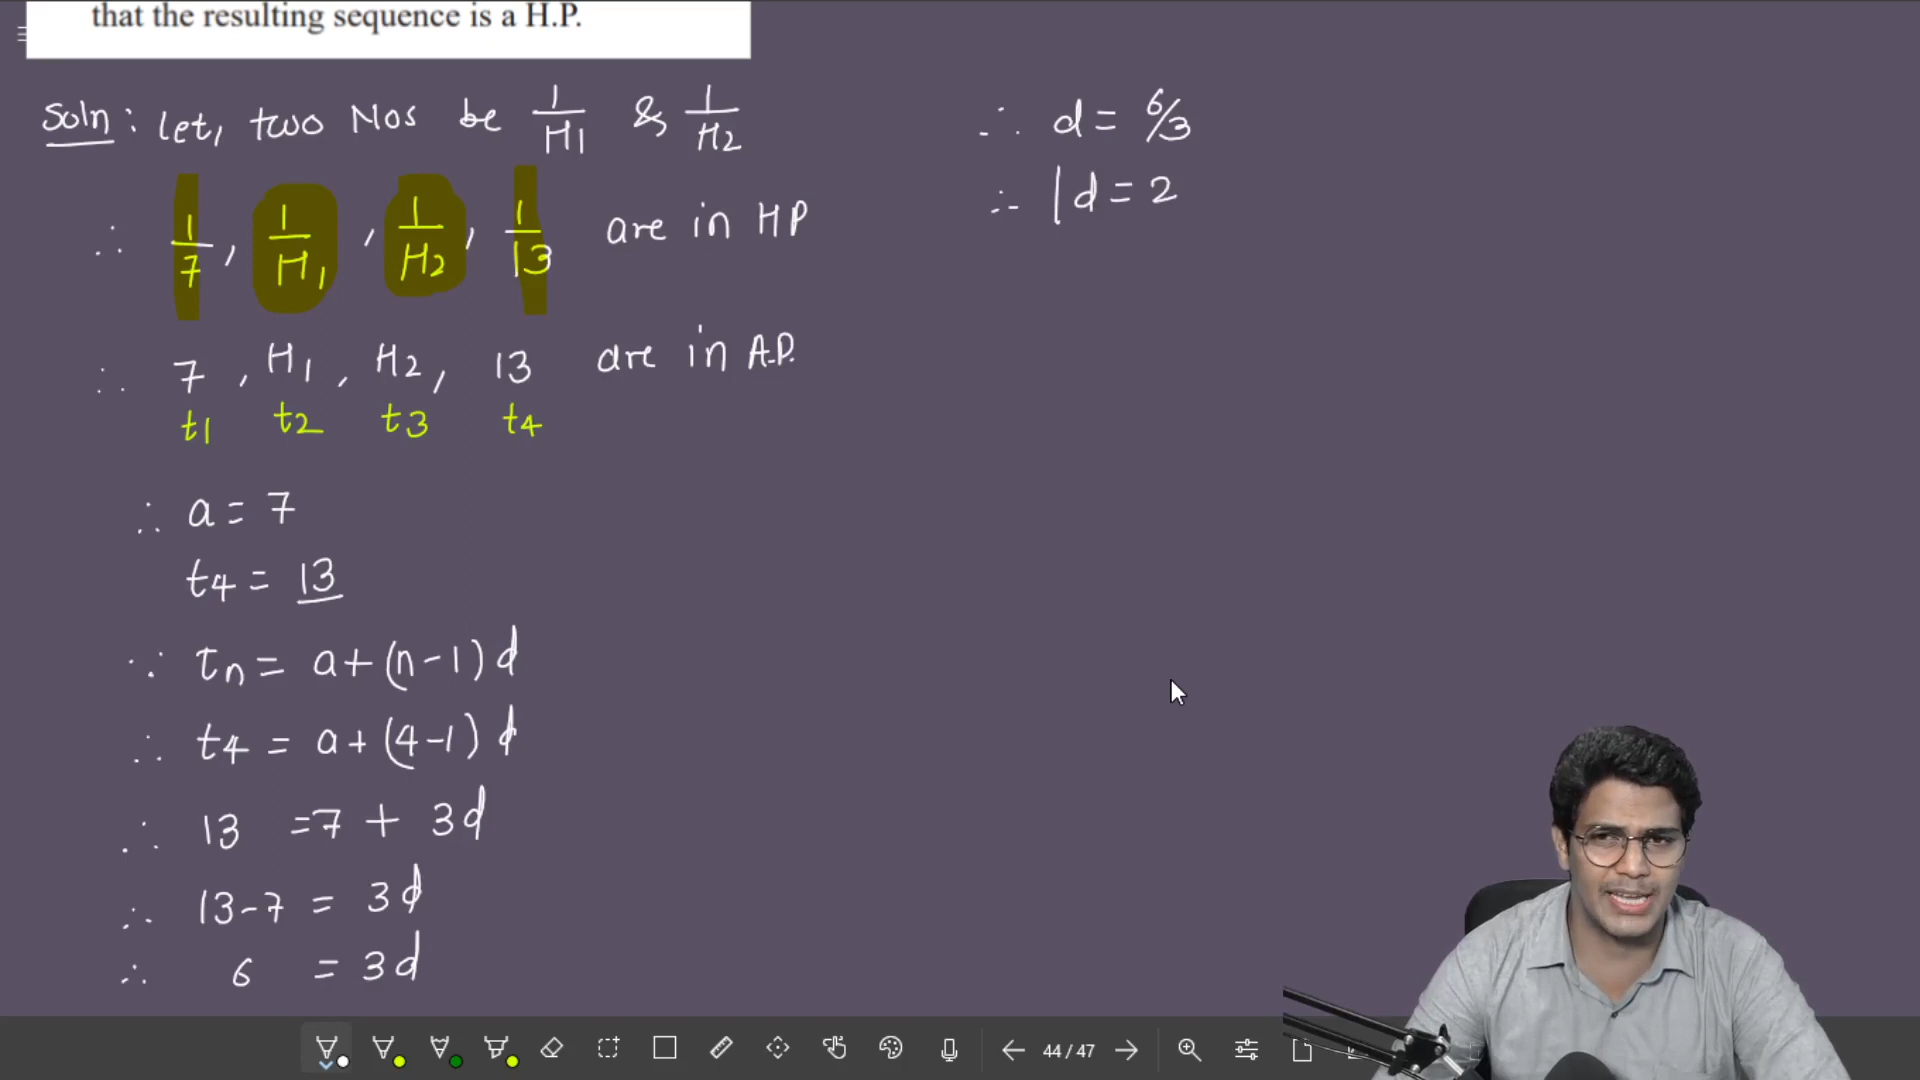 that the resulting sequence is a H.P.
Soln: let, two Nos be 1/H1 & 1/H2
∴ 1/7, 1/H1, 1/H2, 1/13 are in HP
∴ 7, H1, H2, 13 are in A.P.
t1 t2 t3 t4
∴ a = 7
t4 = 13
∵ tn = a+(n-1)d
∴ t4 = a+(4-1)d
∴ 13 = 7 + 3d
∴ 13-7 = 3d
∴ 6 = 3d
∴ d = 6/3
∴ d = 2
44 / 47